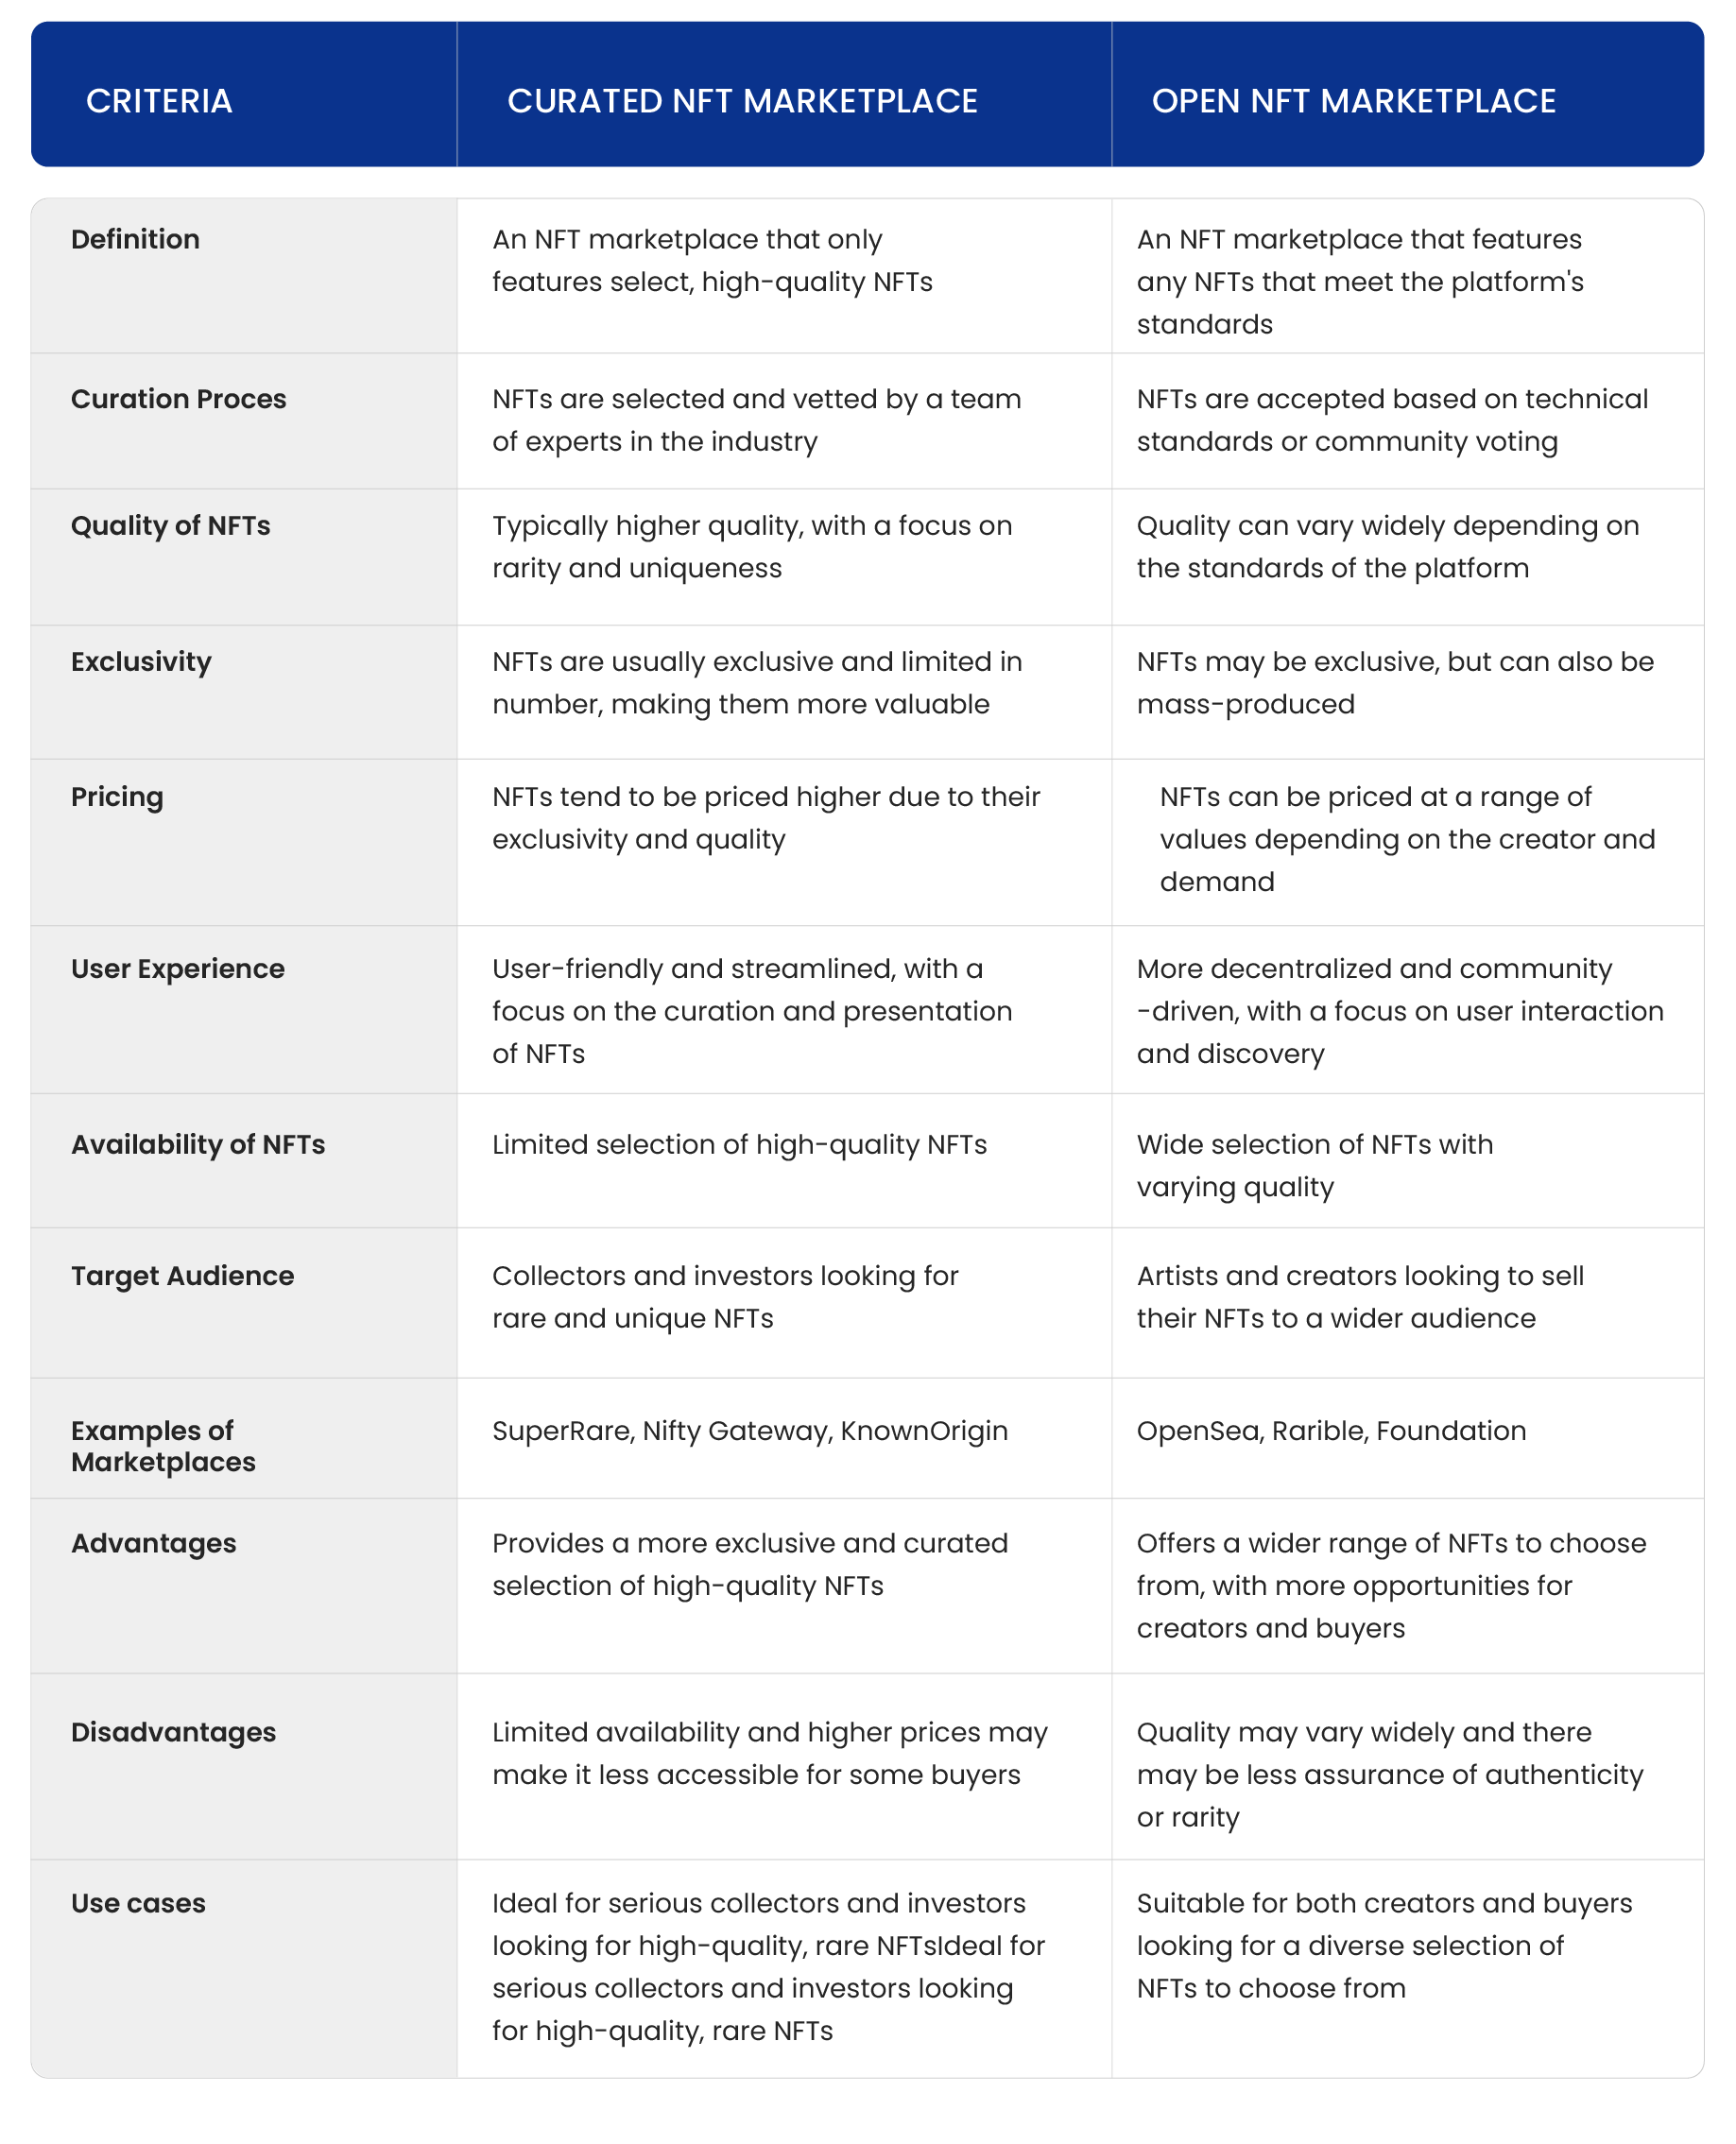 CRITERIA
CURATED NFT MARKETPLACE
OPEN NFT MARKETPLACE
Definition
An NFT marketplace that only
features select, high-quality NFTs
An NFT marketplace that features
any NFTs that meet the platform's
standards
Curation Proces
NFTs are selected and vetted by a team
of experts in the industry
NFTs are accepted based on technical
standards or community voting
Quality of NFTs
Typically higher quality, with a focus on
rarity and uniqueness
Quality can vary widely depending on
the standards of the platform
Exclusivity
NFTs are usually exclusive and limited in
number, making them more valuable
NFTs may be exclusive, but can also be
mass-produced
Pricing
NFTs tend to be priced higher due to their
exclusivity and quality
NFTs can be priced at a range of
values depending on the creator and
demand
User Experience
User-friendly and streamlined, with a
focus on the curation and presentation
of NFTs
More decentralized and community
-driven, with a focus on user interaction
and discovery
Availability of NFTs
Limited selection of high-quality NFTs
Wide selection of NFTs with
varying quality
Target Audience
Collectors and investors looking for
rare and unique NFTs
Artists and creators looking to sell
their NFTs to a wider audience
Examples of
Marketplaces
SuperRare, Nifty Gateway, KnownOrigin
OpenSea, Rarible, Foundation
Advantages
Provides a more exclusive and curated
selection of high-quality NFTs
Offers a wider range of NFTs to choose
from, with more opportunities for
creators and buyers
Disadvantages
Limited availability and higher prices may
make it less accessible for some buyers
Quality may vary widely and there
may be less assurance of authenticity
or rarity
Use cases
Ideal for serious collectors and investors
looking for high-quality, rare NFTsIdeal for
serious collectors and investors looking
for high-quality, rare NFTs
Suitable for both creators and buyers
looking for a diverse selection of
NFTs to choose from